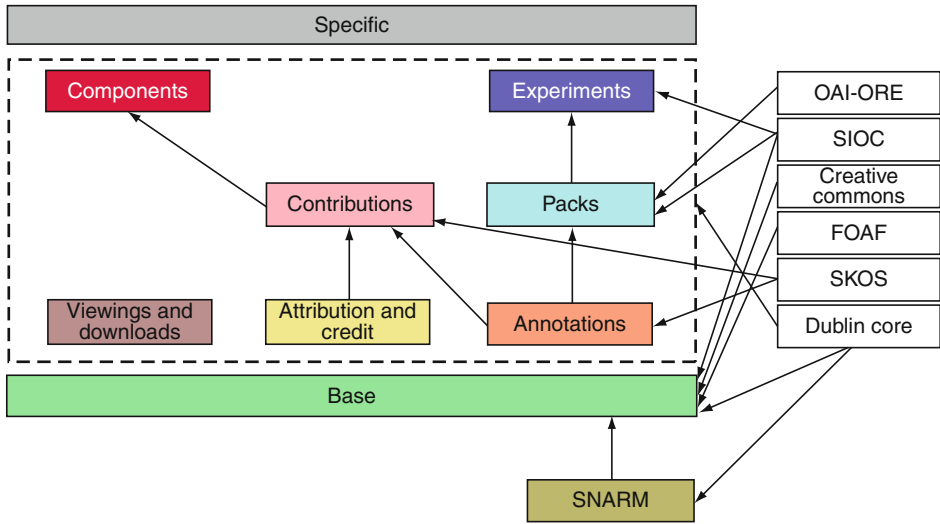 Specific
Components
Experiments
OAI-ORE
SIOC
Creative
commons
Contributions
Packs
FOAF
SKOS
Viewings and
downloads
Attribution and
credit
Annotations
Dublin core
Base
SNARM